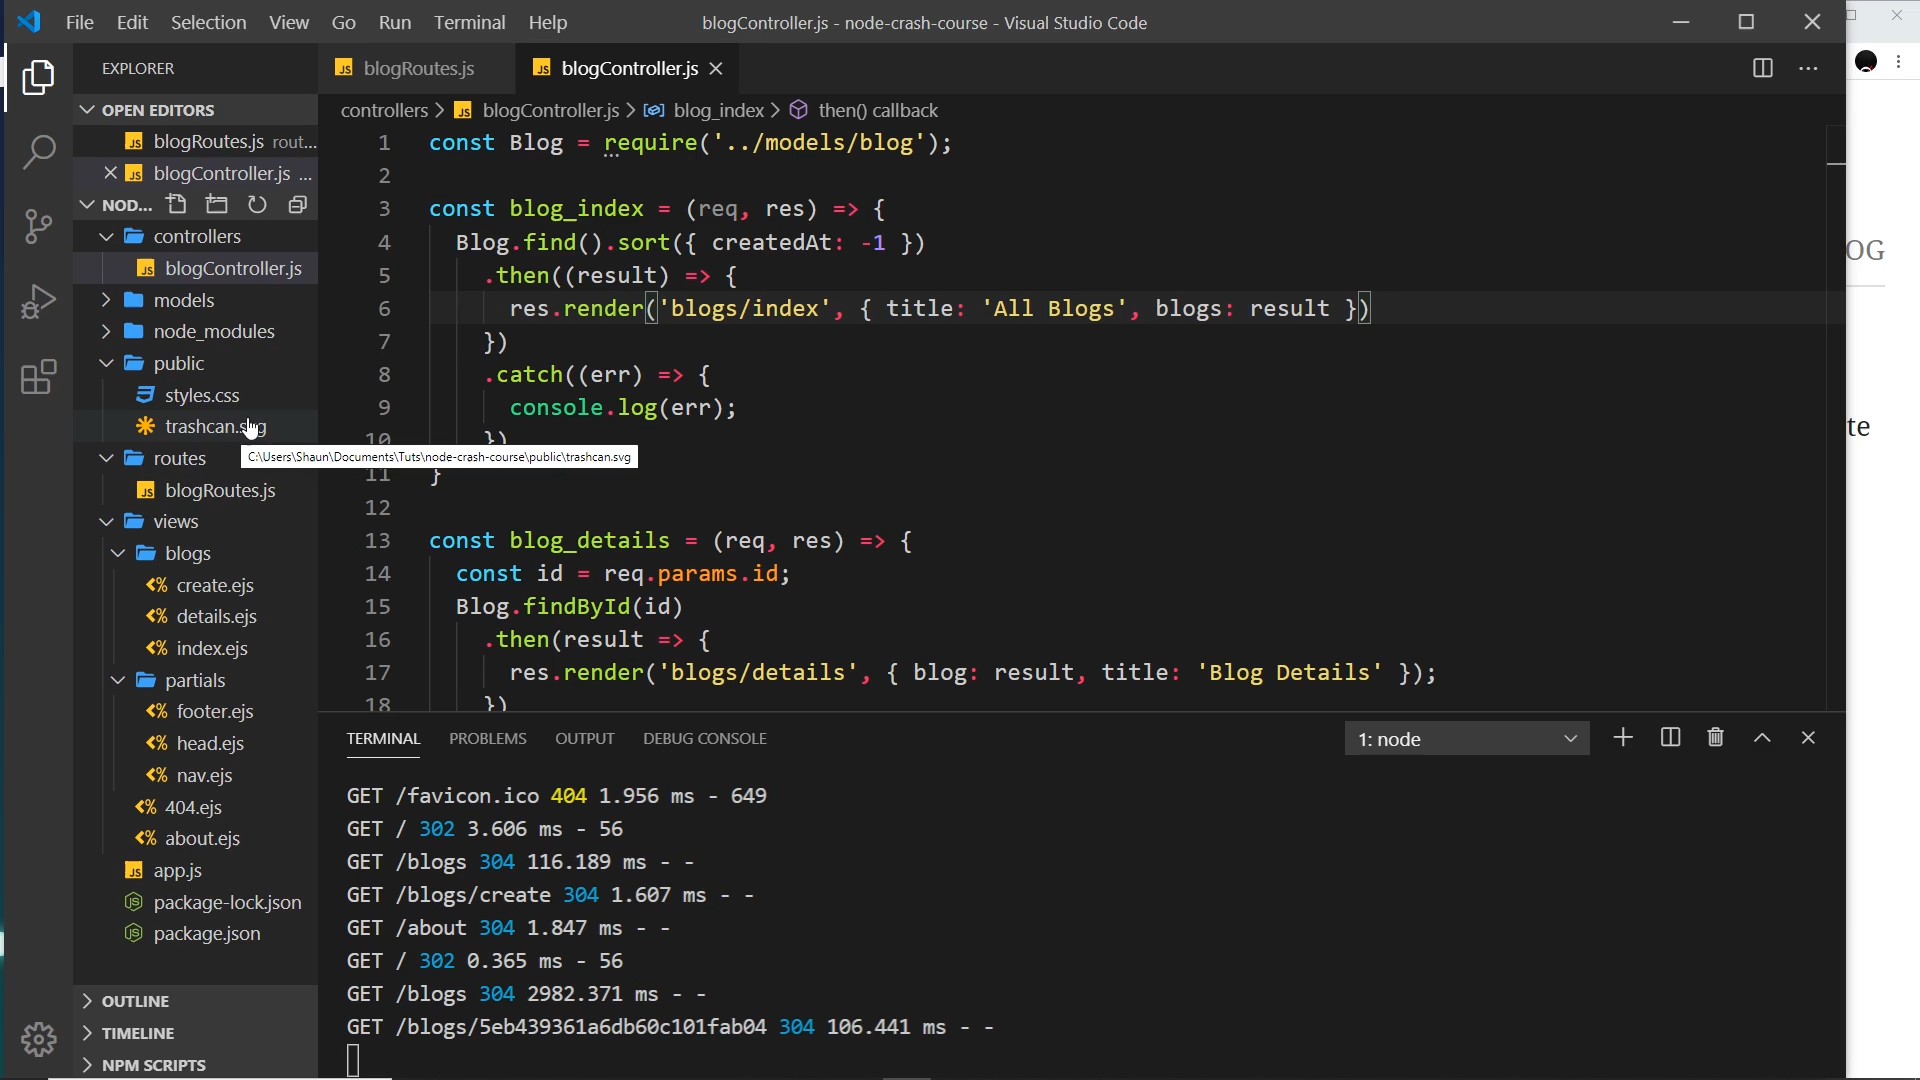 File Edit Selection View Go Run Terminal Help
blogController.js - node-crash-course - Visual Studio Code
EXPLORER
OPEN EDITORS
blogRoutes.js rout...
blogController.js ...
NOD...
controllers
blogController.js
models
node_modules
public
styles.css
trashcan.svg
C:\Users\Shaun\Documents\Tuts\node-crash-course\public\trashcan.svg
routes
blogRoutes.js
views
blogs
create.ejs
details.ejs
index.ejs
partials
footer.ejs
head.ejs
nav.ejs
404.ejs
about.ejs
app.js
package-lock.json
package.json
OUTLINE
TIMELINE
NPM SCRIPTS
blogRoutes.js
blogController.js
controllers > blogController.js > blog_index > then() callback
1 const Blog = require('../models/blog');
2
3 const blog_index = (req, res) => {
4 Blog.find().sort({ createdAt: -1 })
5 .then((result) => {
6 res.render('blogs/index', { title: 'All Blogs', blogs: result })
7 })
8 .catch((err) => {
9 console.log(err);
10 })
11 }
12
13 const blog_details = (req, res) => {
14 const id = req.params.id;
15 Blog.findById(id)
16 .then(result => {
17 res.render('blogs/details', { blog: result, title: 'Blog Details' });
18 })
TERMINAL PROBLEMS OUTPUT DEBUG CONSOLE
1: node
GET /favicon.ico 404 1.956 ms - 649
GET / 302 3.606 ms - 56
GET /blogs 304 116.189 ms - -
GET /blogs/create 304 1.607 ms - -
GET /about 304 1.847 ms - -
GET / 302 0.365 ms - 56
GET /blogs 304 2982.371 ms - -
GET /blogs/5eb439361a6db60c101fab04 304 106.441 ms - -
OG
te